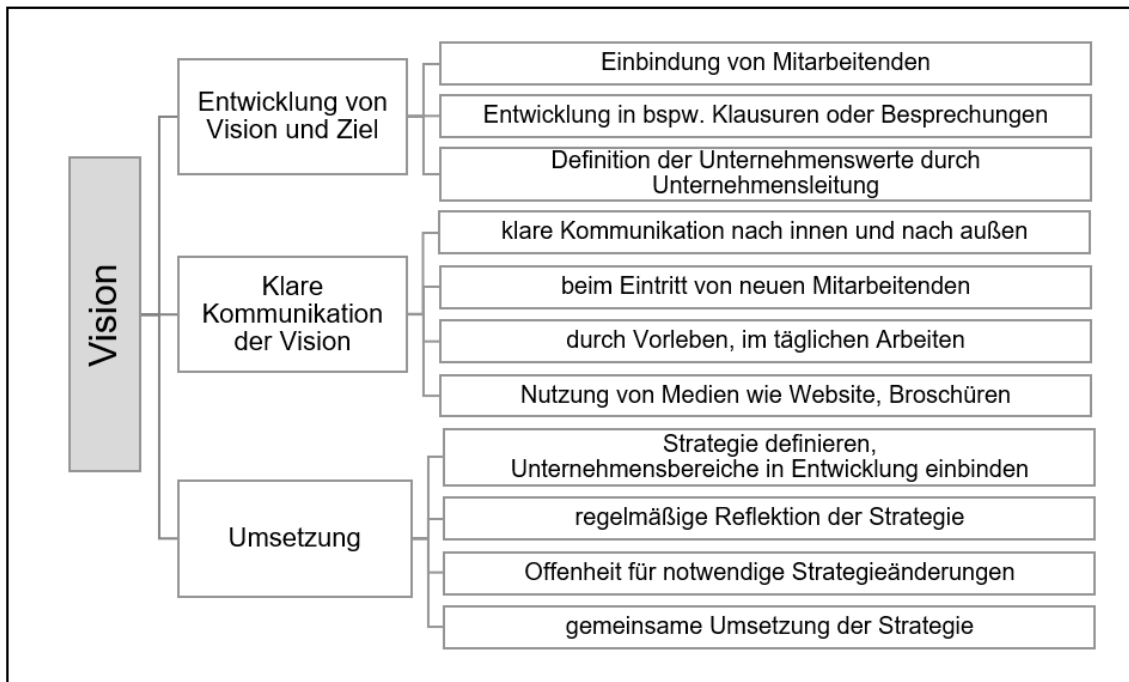 Vision
Entwicklung von
Vision und Ziel
Einbindung von Mitarbeitenden
Entwicklung in bspw. Klausuren oder Besprechungen
Definition der Unternehmenswerte durch
Unternehmensleitung
Klare
Kommunikation
der Vision
klare Kommunikation nach innen und nach außen
beim Eintritt von neuen Mitarbeitenden
durch Vorleben, im täglichen Arbeiten
Nutzung von Medien wie Website, Broschüren
Umsetzung
Strategie definieren,
Unternehmensbereiche in Entwicklung einbinden
regelmäßige Reflektion der Strategie
Offenheit für notwendige Strategieänderungen
gemeinsame Umsetzung der Strategie